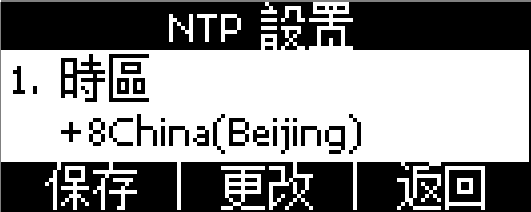 NTP 設置
1. 時區
+8China(Beijing)
保存 | 更改 | 返回